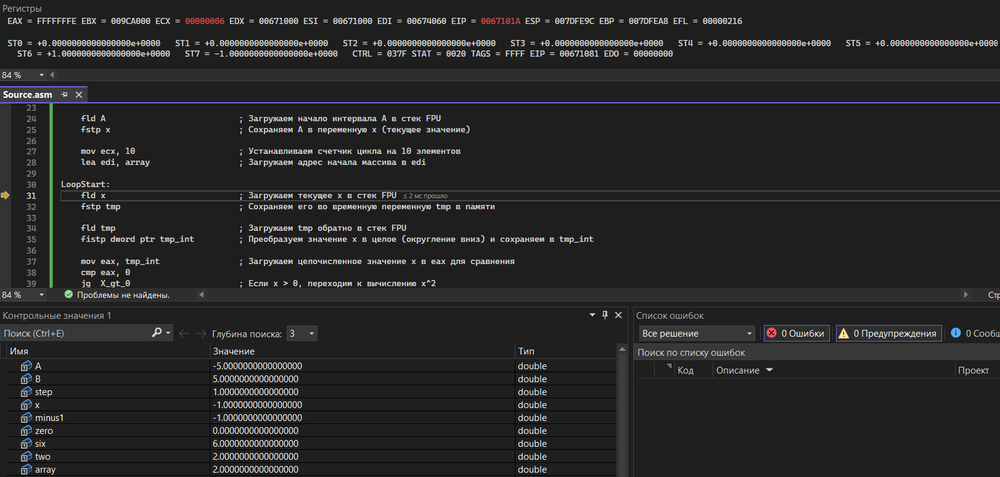 Регистры
EAX = FFFFFFFE EBX = 009CA000 ECX = 00000006 EDX = 00671000 ESI = 00671000 EDI = 00674060 EIP = 0067101A ESP = 007DFE9C EBP = 007DFEA8 EFL = 00000216
ST0 = +0.0000000000000000e+0000 ST1 = +0.0000000000000000e+0000 ST2 = +0.0000000000000000e+0000 ST3 = +0.0000000000000000e+0000 ST4 = +0.0000000000000000e+0000 ST5 = +0.0000000000000000e+0000
ST6 = +1.0000000000000000e+0000 ST7 = -1.0000000000000000e+0000 CTRL = 037F STAT = 0020 TAGS = FFFF EIP = 00671081 EDO = 00000000
84 %
Source.asm
23
24 fld A ; Загружаем начало интервала A в стек FPU
25 fstp x ; Сохраняем A в переменную x (текущее значение)
26
27 mov ecx, 10 ; Устанавливаем счетчик цикла на 10 элементов
28 lea edi, array ; Загружаем адрес начала массива в edi
29
30 LoopStart:
31 fld x ; Загружаем текущее x в стек FPU ≤ 2 мс прошло
32 fstp tmp ; Сохраняем его во временную переменную tmp в памяти
33
34 fld tmp ; Загружаем tmp обратно в стек FPU
35 fistp dword ptr tmp_int ; Преобразуем значение x в целое (округление вниз) и сохраняем в tmp_int
36
37 mov eax, tmp_int ; Загружаем целочисленное значение x в eax для сравнения
38 cmp eax, 0
39 jg X_gt_0 ; Если x > 0, переходим к вычислению x^2
84 % Проблемы не найдены. Стр
Контрольные значения 1
Поиск (Ctrl+E) Глубина поиска: 3
Имя Значение Тип
A -5.0000000000000000 double
B 5.0000000000000000 double
step 1.0000000000000000 double
x -1.0000000000000000 double
minus1 -1.0000000000000000 double
zero 0.0000000000000000 double
six 6.0000000000000000 double
two 2.0000000000000000 double
array 2.0000000000000000 double
Список ошибок
Все решение 0 Ошибки 0 Предупреждения 0 Сообщ
Поиск по списку ошибок
Код Описание Проект